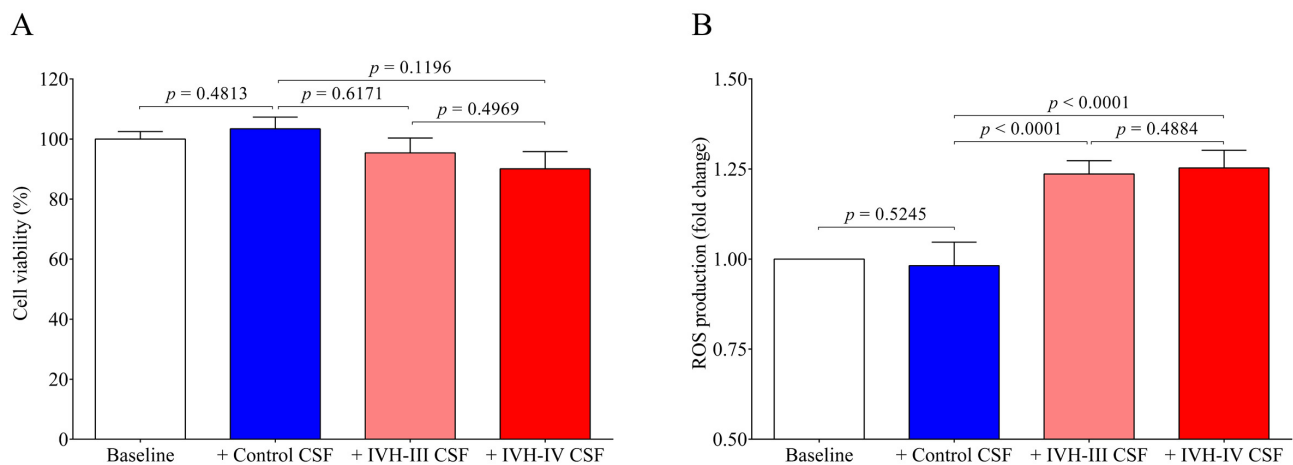 A
Cell viability (%)
120
100
80
60
40
20
0
p = 0.1196
p = 0.4813
p = 0.6171
p = 0.4969
Baseline
+ Control CSF
+ IVH-III CSF
+ IVH-IV CSF
B
ROS production (fold change)
1.50
1.25
1.00
0.75
0.50
p < 0.0001
p < 0.0001
p = 0.4884
p = 0.5245
Baseline
+ Control CSF
+ IVH-III CSF
+ IVH-IV CSF